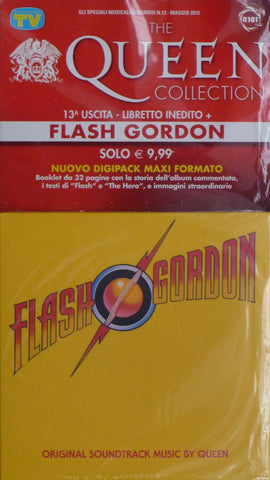 TV
GLI SPECIALI MUSICALI DI SORRISI N.13 - MAGGIO 2015
R101
THE
QUEEN
COLLECTION
13ª USCITA - LIBRETTO INEDITO +
FLASH GORDON
SOLO € 9,99*
NUOVO DIGIPACK MAXI FORMATO
Booklet da 32 pagine con la storia dell'album commentata,
i testi di "Flash" e "The Hero", e immagini straordinarie
FLASH GORDON
ORIGINAL SOUNDTRACK MUSIC BY QUEEN